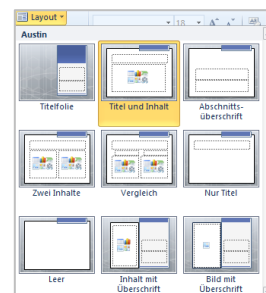 Layout
18
A
A
Austin
Titelfolie
Titel und Inhalt
Abschnitts-
überschrift
Zwei Inhalte
Vergleich
Nur Titel
Leer
Inhalt mit
Überschrift
Bild mit
Überschrift